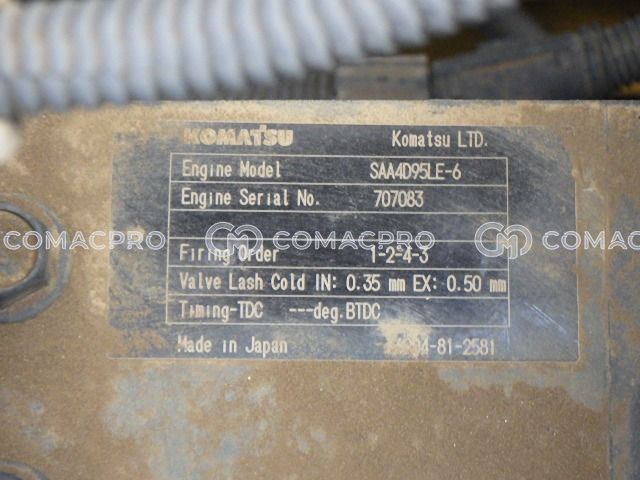 KOMATSU Komatsu LTD.
Engine Model SAA4D95LE-6
Engine Serial No. 707083
COMACPRO COMACPRO COMAC
Firing Order 1-2-4-3
Valve Lash Cold IN: 0.35 mm EX: 0.50 mm
Timing-TDC ---deg.BTDC
Made in Japan